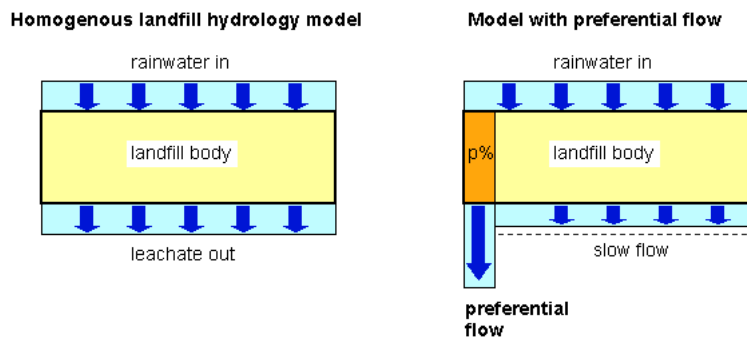 Homogenous landfill hydrology model
rainwater in
landfill body
leachate out
Model with preferential flow
rainwater in
p%
landfill body
slow flow
preferential
flow